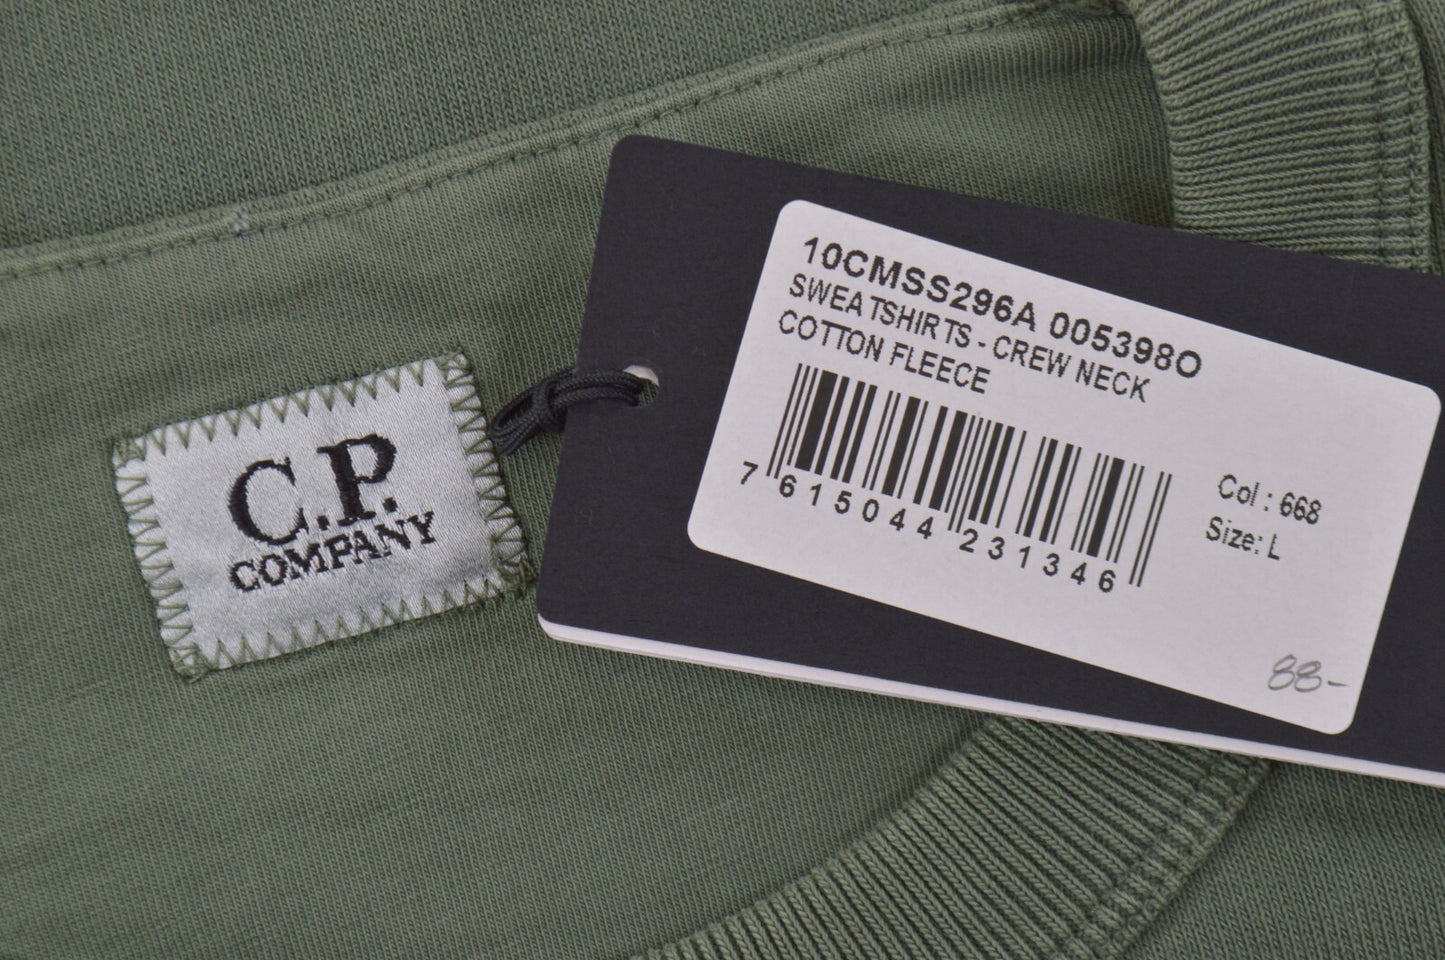 C.P.
COMPANY
10CMSS296A 005398O
SWEATSHIRTS - CREW NECK
COTTON FLEECE
7 615044 231346
Col : 668
Size: L
88-